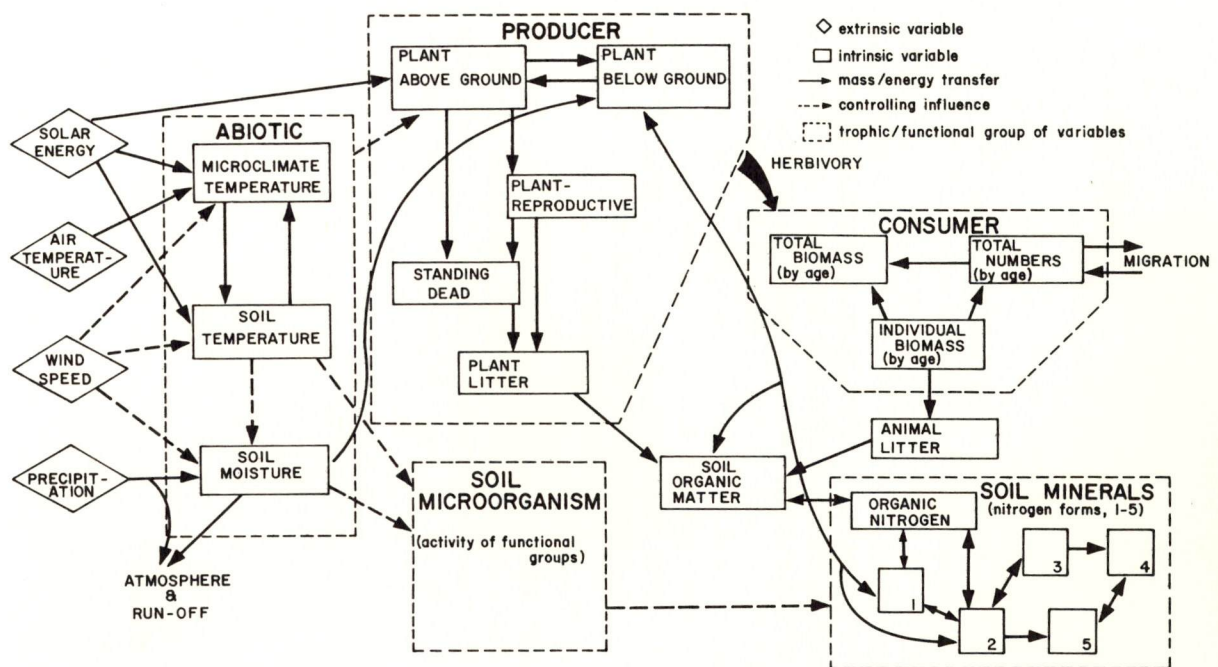 PRODUCER
PLANT
ABOVE GROUND
PLANT
BELOW GROUND
extrinsic variable
intrinsic variable
mass/energy transfer
controlling influence
trophic/functional group of variables
SOLAR
ENERGY
AIR
TEMPERAT-
URE
WIND
SPEED
PRECIPIT-
ATION
ABIOTIC
MICROCLIMATE
TEMPERATURE
SOIL
TEMPERATURE
SOIL
MOISTURE
ATMOSPHERE
&
RUN-OFF
PLANT-
REPRODUCTIVE
STANDING
DEAD
PLANT
LITTER
HERBIVORY
CONSUMER
TOTAL
BIOMASS
(by age)
TOTAL
NUMBERS
(by age)
MIGRATION
INDIVIDUAL
BIOMASS
(by age)
ANIMAL
LITTER
SOIL
ORGANIC
MATTER
SOIL
MICROORGANISM
(activity of functional
groups)
SOIL MINERALS
(nitrogen forms, 1-5)
ORGANIC
NITROGEN
1
2
3
4
5